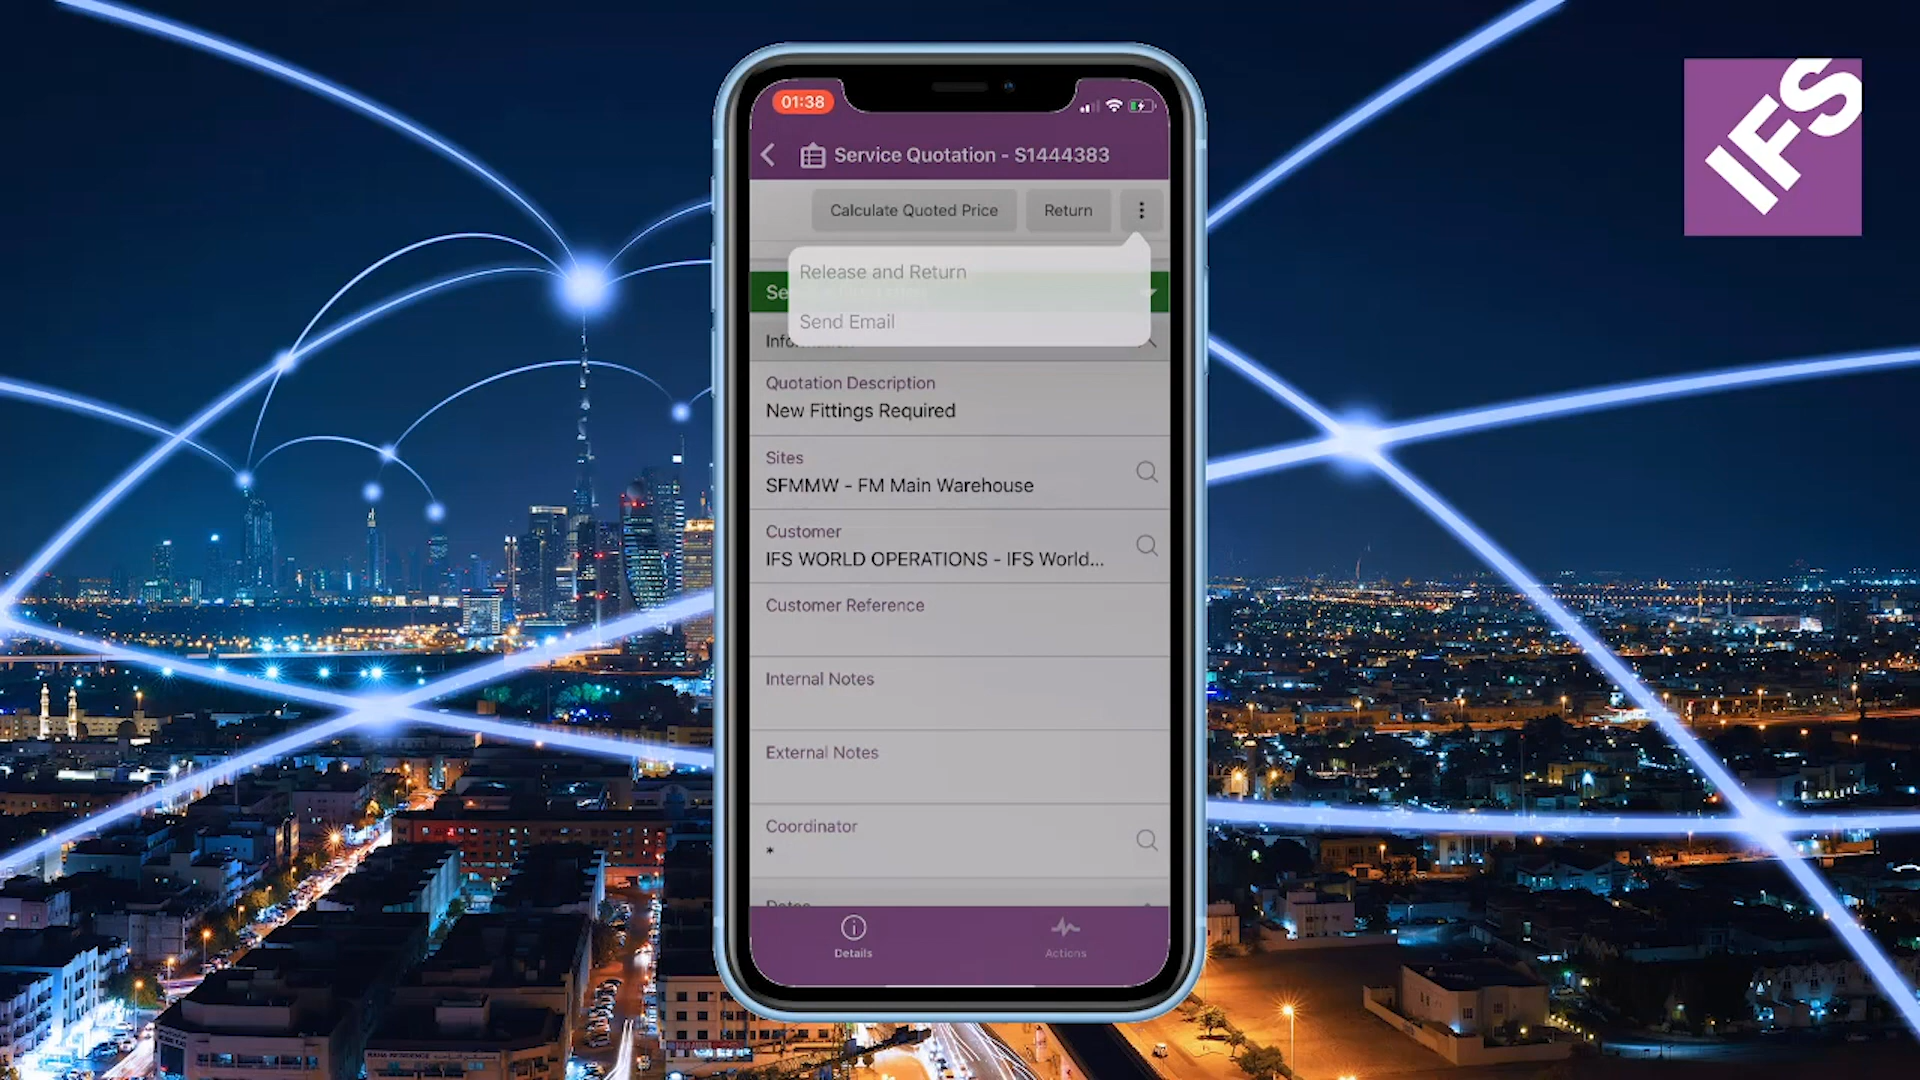 IFS
01:38
Service Quotation - S1444383
Calculate Quoted Price
Return
Release and Return
Send Email
Quotation Description
New Fittings Required
Sites
SFMMW - FM Main Warehouse
Customer
IFS WORLD OPERATIONS - IFS World...
Customer Reference
Internal Notes
External Notes
Coordinator
*
Details
Actions